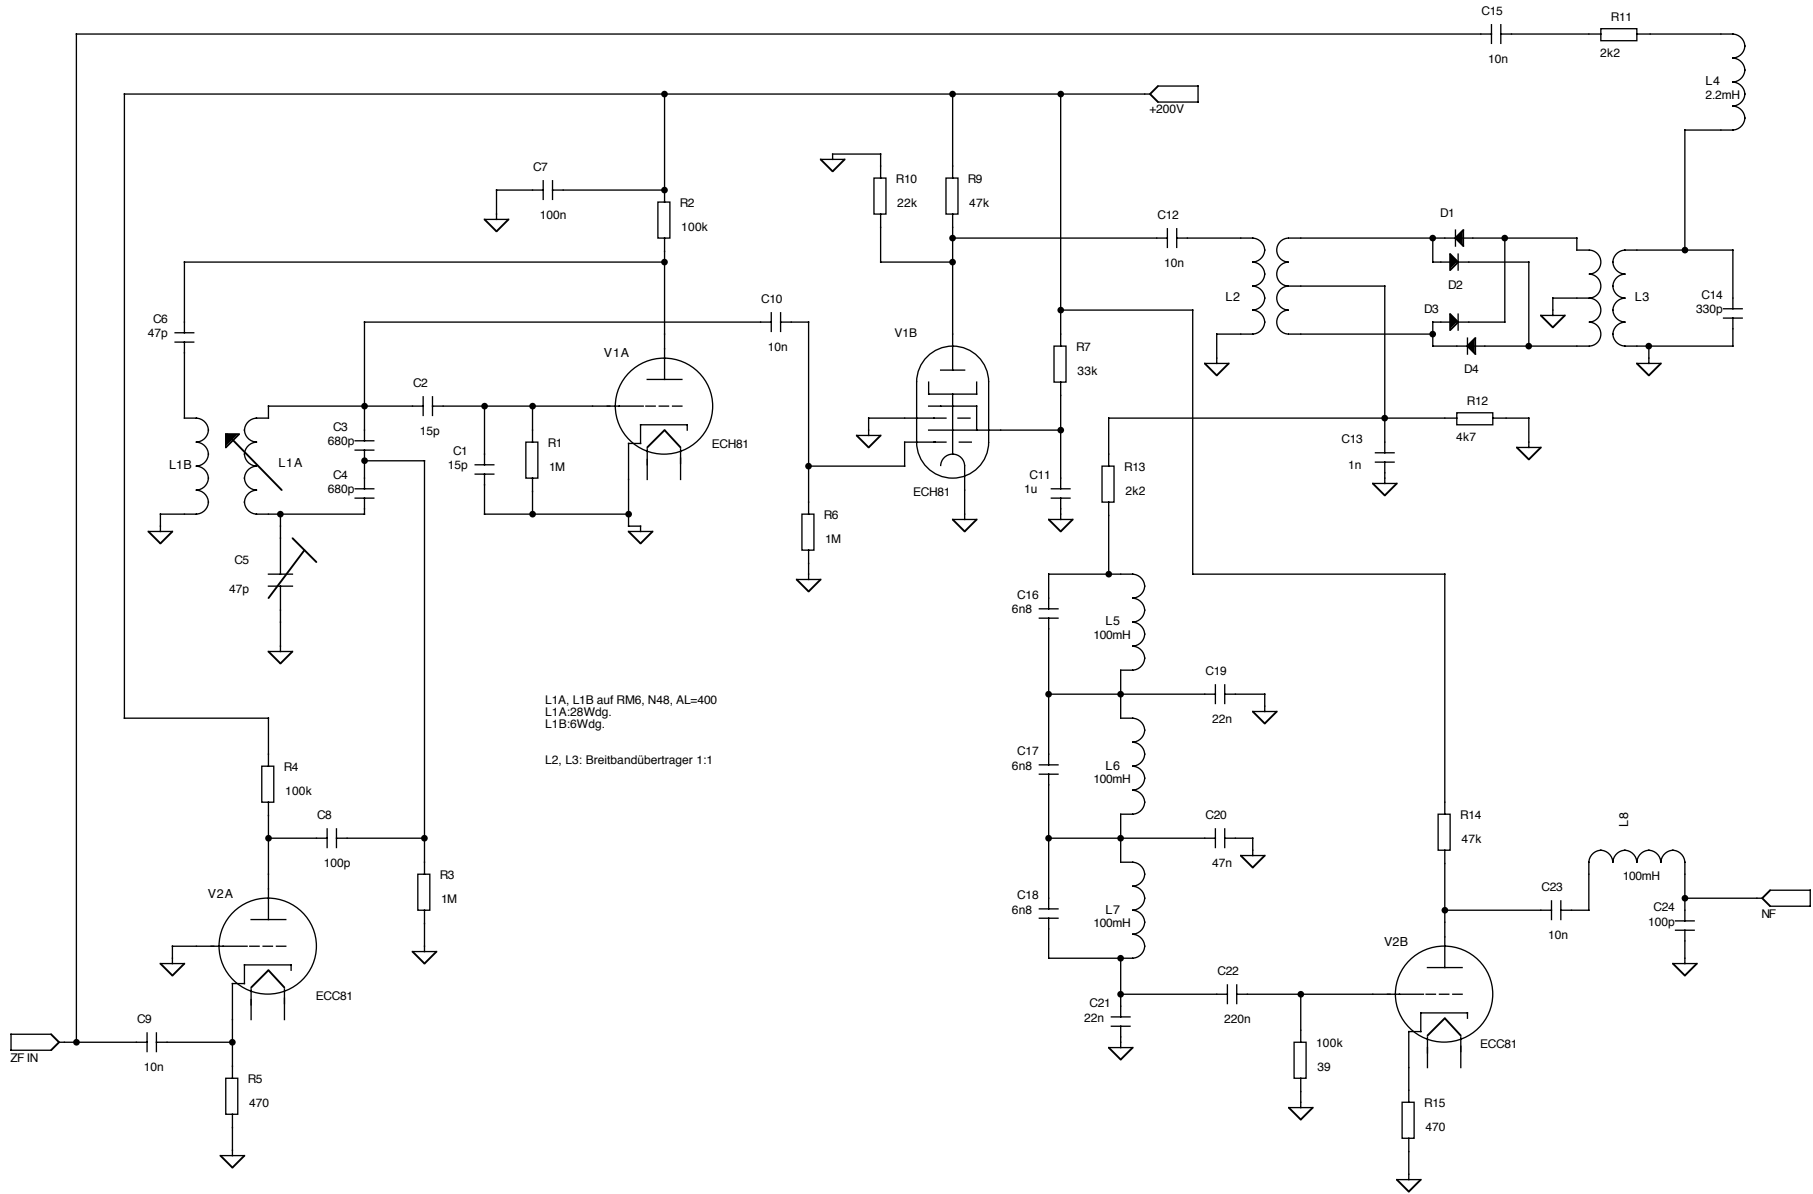 C15
10n
R11
2k2
L4
2.2mH
+200V
C7
100n
R2
100k
R10
22k
R9
47k
C12
10n
D1
D2
D3
D4
L2
L3
C14
330p
C6
47p
C10
10n
V1A
ECH81
V1B
ECH81
R7
33k
C2
15p
C3
680p
C4
680p
C1
15p
R1
1M
L1B
L1A
C11
1u
R13
2k2
C13
1n
R12
4k7
R6
1M
C5
47p
C16
6n8
L5
100mH
C19
22n
L1A, L1B auf RM6, N48, AL=400
L1A:28Wdg.
L1B:6Wdg.
L2, L3: Breitbandübertrager 1:1
C17
6n8
L6
100mH
R4
100k
C8
100p
C20
47n
R14
47k
L8
100mH
R3
1M
V2A
ECC81
C18
6n8
L7
100mH
C23
10n
C24
100p
NF
V2B
ECC81
C22
220n
C21
22n
ZF IN
C9
10n
R5
470
100k
39
R15
470